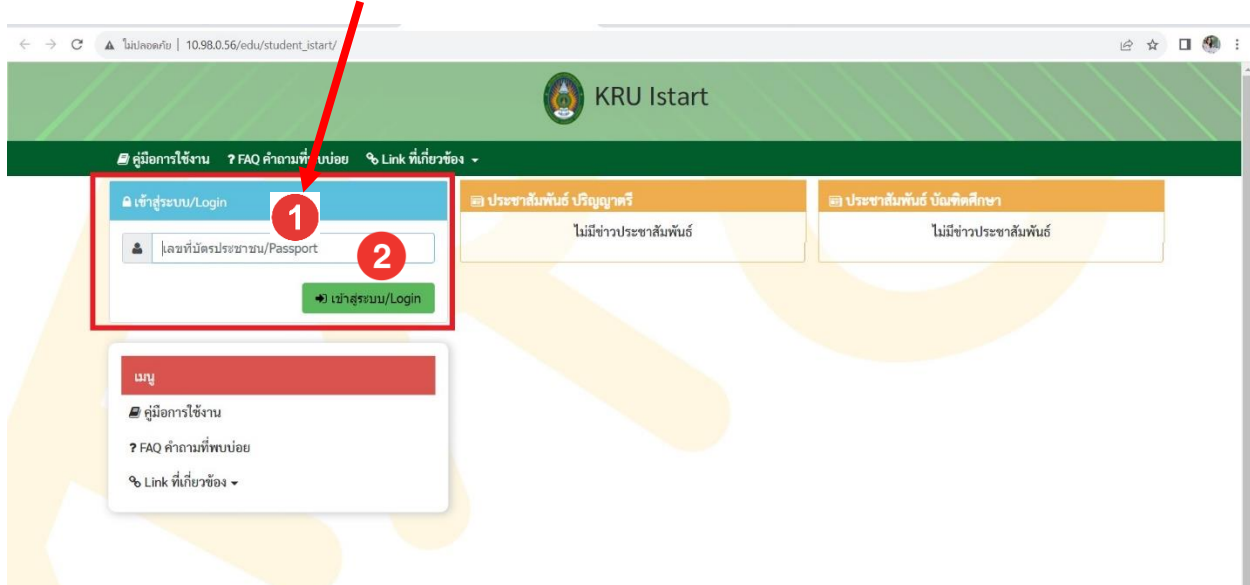 ไม่ปลอดภัย | 10.98.0.56/edu/student_istart/
KRU Istart
คู่มือการใช้งาน ? FAQ คำถามที่พบบ่อย Link ที่เกี่ยวข้อง
เข้าสู่ระบบ/Login
1
เลขที่บัตรประชาชน/Passport
2
เข้าสู่ระบบ/Login
ประชาสัมพันธ์ ปริญญาตรี
ไม่มีข่าวประชาสัมพันธ์
ประชาสัมพันธ์ บัณฑิตศึกษา
ไม่มีข่าวประชาสัมพันธ์
เมนู
คู่มือการใช้งาน
? FAQ คำถามที่พบบ่อย
Link ที่เกี่ยวข้อง